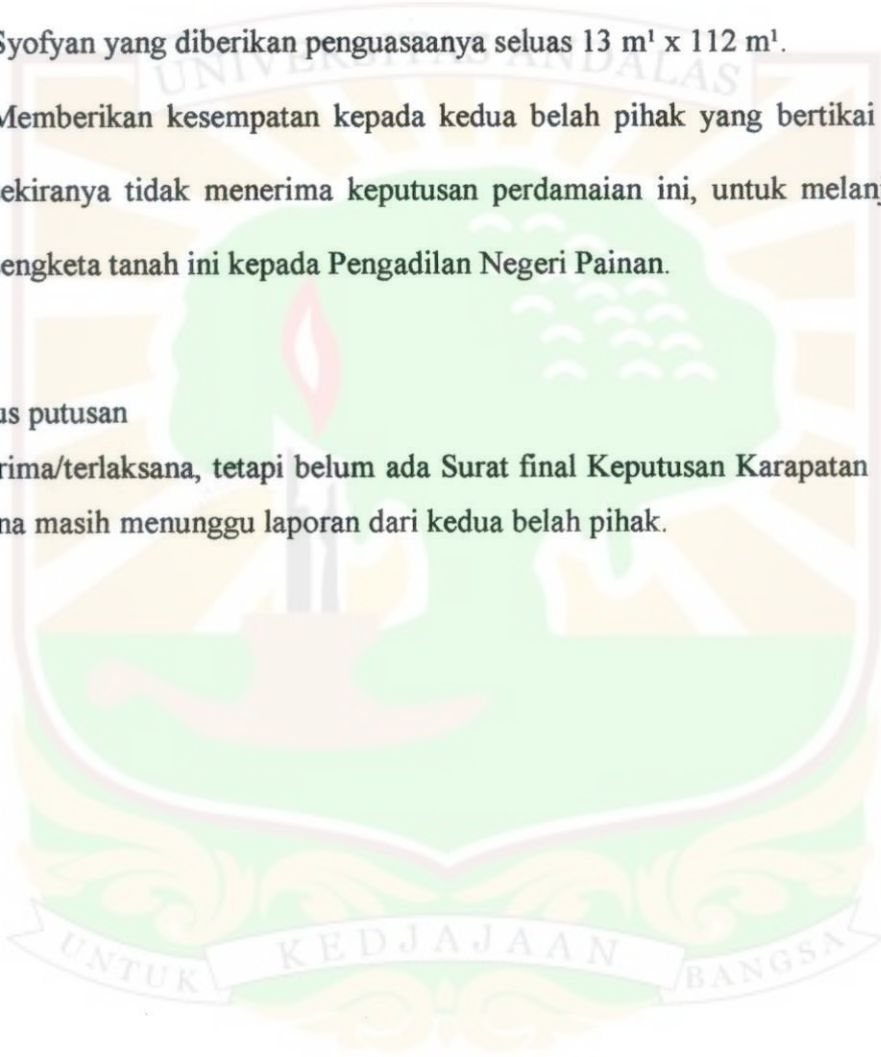 Syofyan yang diberikan penguasaanya seluas 13 m¹ x 112 m¹.
UNIVERSITAS ANDALAS
Memberikan kesempatan kepada kedua belah pihak yang bertikai
ekiranya tidak menerima keputusan perdamaian ini, untuk melanj
engketa tanah ini kepada Pengadilan Negeri Painan.
us putusan
rima/terlaksana, tetapi belum ada Surat final Keputusan Karapatan
na masih menunggu laporan dari kedua belah pihak.
UNTUK KEDJAJAAN BANGSA